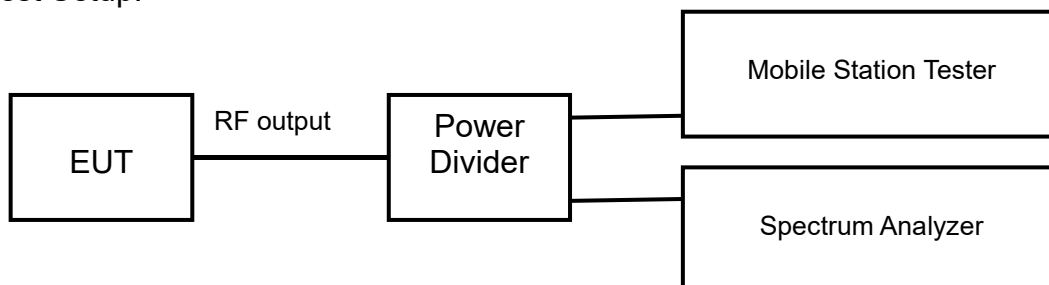 Mobile Station Tester
RF output
Power
Divider
EUT
Spectrum Analyzer